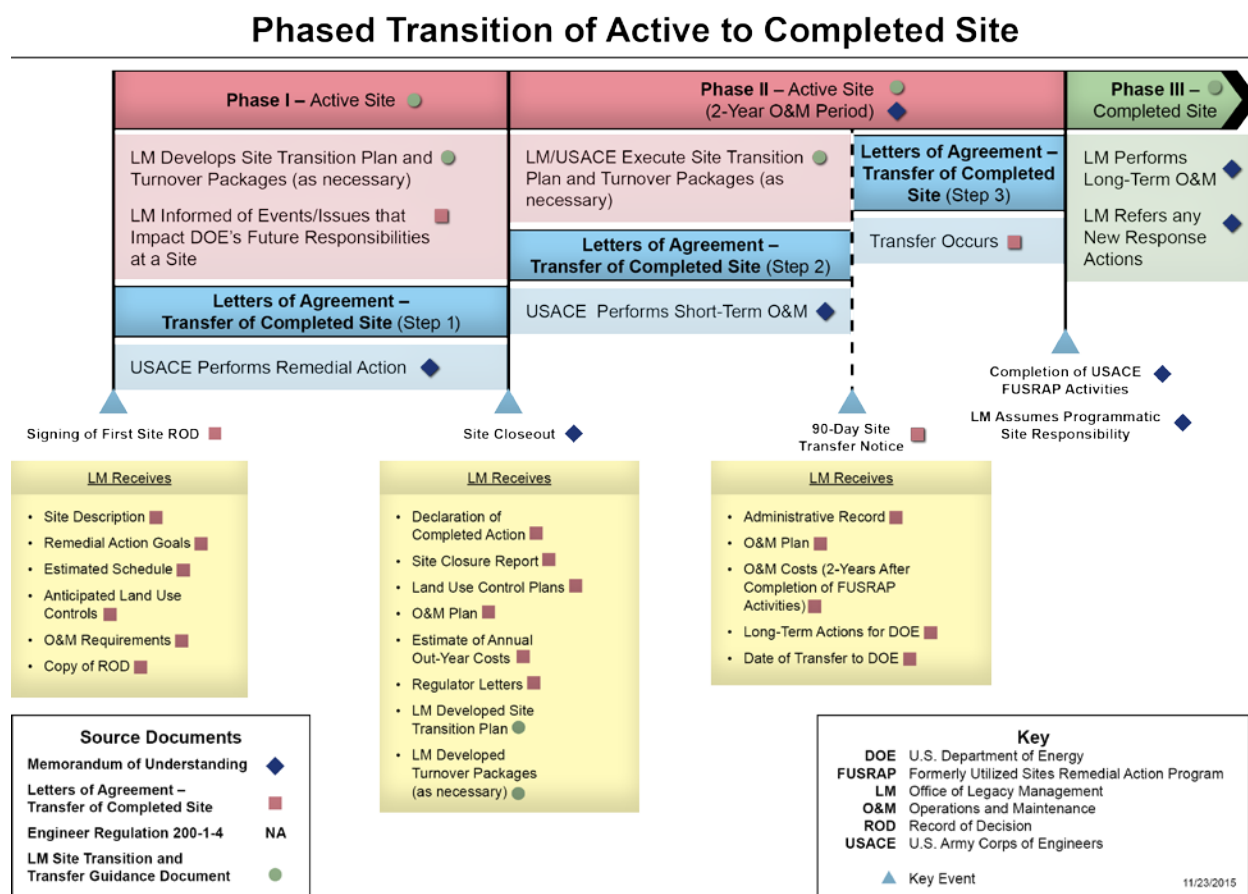 Phased Transition of Active to Completed Site
Phase I – Active Site
Phase II – Active Site
(2-Year O&M Period)
Phase III –
Completed Site
LM Develops Site Transition Plan and
Turnover Packages (as necessary)
LM Informed of Events/Issues that
Impact DOE's Future Responsibilities
at a Site
Letters of Agreement –
Transfer of Completed Site (Step 1)
USACE Performs Remedial Action
LM/USACE Execute Site Transition
Plan and Turnover Packages (as
necessary)
Letters of Agreement –
Transfer of Completed Site (Step 2)
USACE Performs Short-Term O&M
Letters of Agreement –
Transfer of Completed
Site (Step 3)
Transfer Occurs
LM Performs
Long-Term O&M
LM Refers any
New Response
Actions
Signing of First Site ROD
Site Closeout
90-Day Site
Transfer Notice
Completion of USACE
FUSRAP Activities
LM Assumes Programmatic
Site Responsibility
LM Receives
• Site Description
• Remedial Action Goals
• Estimated Schedule
• Anticipated Land Use
Controls
• O&M Requirements
• Copy of ROD
LM Receives
• Declaration of
Completed Action
• Site Closure Report
• Land Use Control Plans
• O&M Plan
• Estimate of Annual
Out-Year Costs
• Regulator Letters
• LM Developed Site
Transition Plan
• LM Developed
Turnover Packages
(as necessary)
LM Receives
• Administrative Record
• O&M Plan
• O&M Costs (2-Years After
Completion of FUSRAP
Activities)
• Long-Term Actions for DOE
• Date of Transfer to DOE
Source Documents
Memorandum of Understanding
Letters of Agreement –
Transfer of Completed Site
Engineer Regulation 200-1-4 NA
LM Site Transition and
Transfer Guidance Document
Key
DOE U.S. Department of Energy
FUSRAP Formerly Utilized Sites Remedial Action Program
LM Office of Legacy Management
O&M Operations and Maintenance
ROD Record of Decision
USACE U.S. Army Corps of Engineers
Key Event
11/23/2015